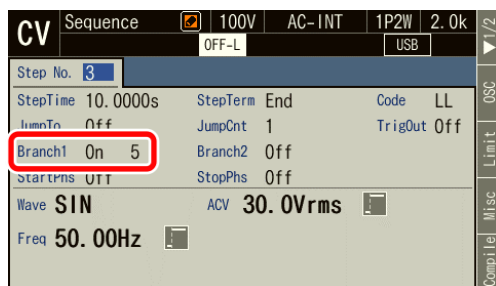 CV Sequence 100V AC-INT 1P2W 2.0k ▼1/2
OFF-L USB
Step No. 3
StepTime 10.0000s StepTerm End Code LL
JumpTo Off JumpCnt 1 TrigOut Off
Branch1 On 5 Branch2 Off
StartPhs Off StopPhs Off
Wave SIN ACV 30.0Vrms
Freq 50.00Hz
OSC
Limit
Misc
Compile